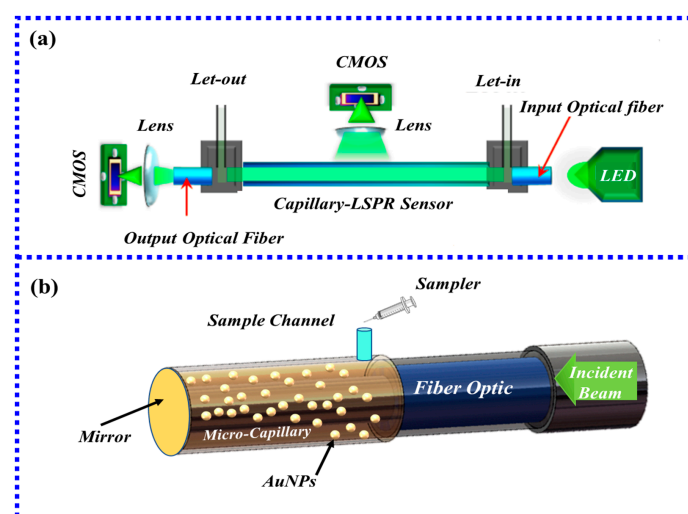 (a)
CMOS
Let-out
Let-in
Input Optical fiber
Lens
Lens
CMOS
LED
Capillary-LSPR Sensor
Output Optical Fiber
(b)
Sampler
Sample Channel
Fiber Optic
Incident
Beam
Micro-Capillary
Mirror
AuNPs